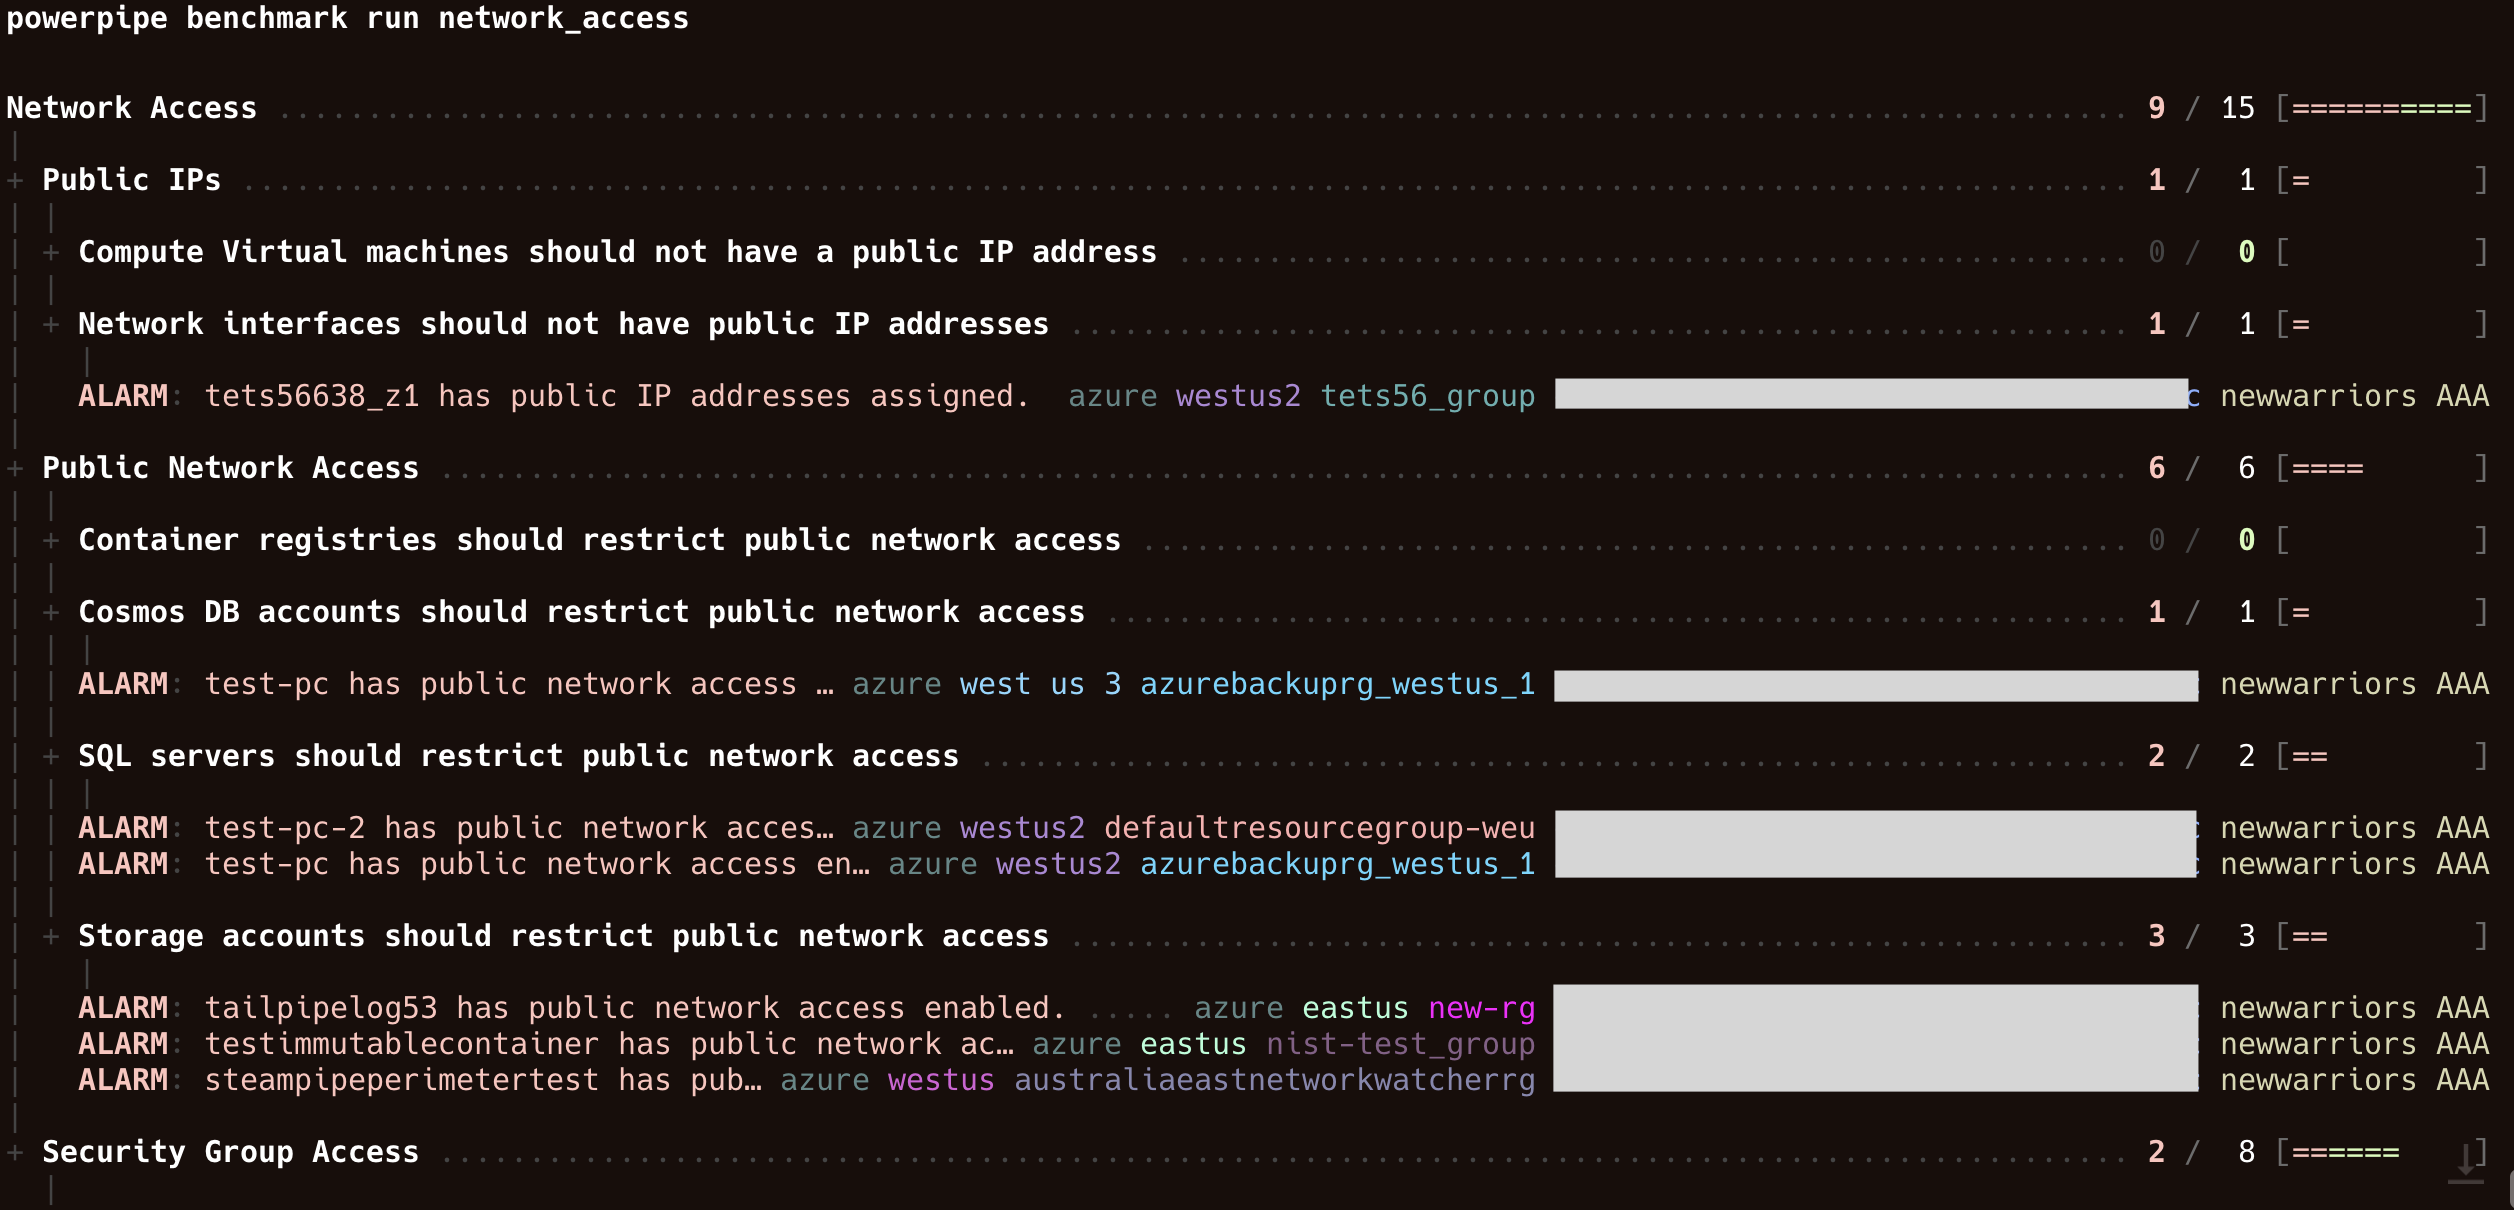 powerpipe benchmark run network_access
Network Access ........................................................................................................ 9 / 15 [==========]
+ Public IPs .......................................................................................................... 1 / 1 [= ]
+ Compute Virtual machines should not have a public IP address ..................................................... 0 / 0 [ ]
+ Network interfaces should not have public IP addresses ........................................................... 1 / 1 [= ]
ALARM: tets56638_z1 has public IP addresses assigned. azure westus2 tets56_group c newwarriors AAA
+ Public Network Access ............................................................................................... 6 / 6 [==== ]
+ Container registries should restrict public network access ....................................................... 0 / 0 [ ]
+ Cosmos DB accounts should restrict public network access ......................................................... 1 / 1 [= ]
ALARM: test-pc has public network access … azure west us 3 azurebackuprg_westus_1 newwarriors AAA
+ SQL servers should restrict public network access ................................................................ 2 / 2 [== ]
ALARM: test-pc-2 has public network acces… azure westus2 defaultresourcegroup-weu newwarriors AAA
ALARM: test-pc has public network access en… azure westus2 azurebackuprg_westus_1 newwarriors AAA
+ Storage accounts should restrict public network access ........................................................... 3 / 3 [== ]
ALARM: tailpipelog53 has public network access enabled. ..... azure eastus new-rg newwarriors AAA
ALARM: testimmutablecontainer has public network ac… azure eastus nist-test_group newwarriors AAA
ALARM: steampipeperimetertest has pub… azure westus australiaeastnetworkwatcherrg newwarriors AAA
+ Security Group Access ............................................................................................... 2 / 8 [====== ]